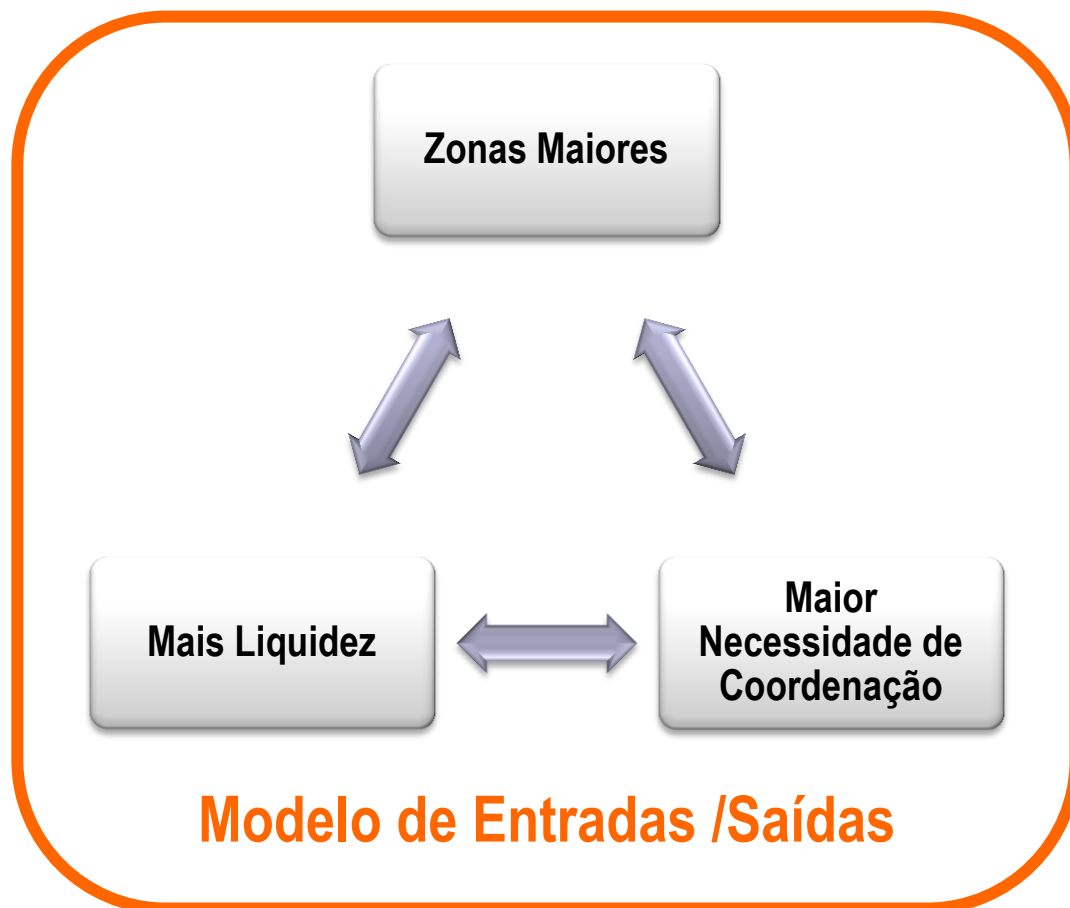 Zonas Maiores
Mais Liquidez
Maior
Necessidade de
Coordenação
Modelo de Entradas /Saídas